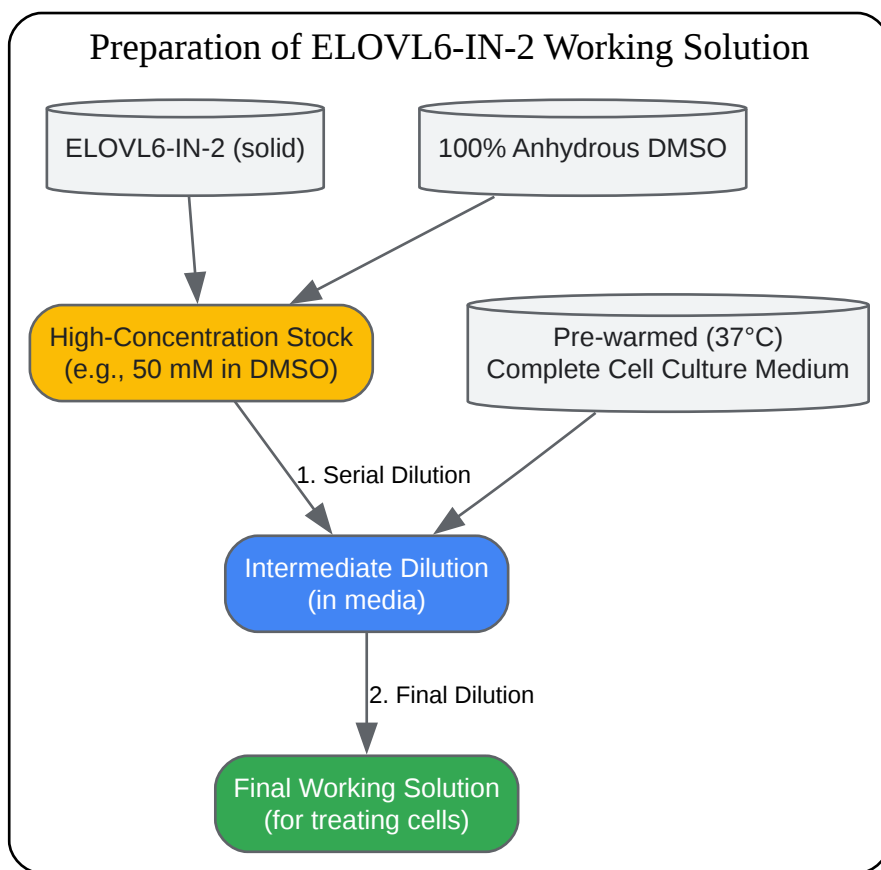 Preparation of ELOVL6-IN-2 Working Solution
ELOVL6-IN-2 (solid)
100% Anhydrous DMSO
High-Concentration Stock
(e.g., 50 mM in DMSO)
Pre-warmed (37°C)
Complete Cell Culture Medium
1. Serial Dilution
Intermediate Dilution
(in media)
2. Final Dilution
Final Working Solution
(for treating cells)